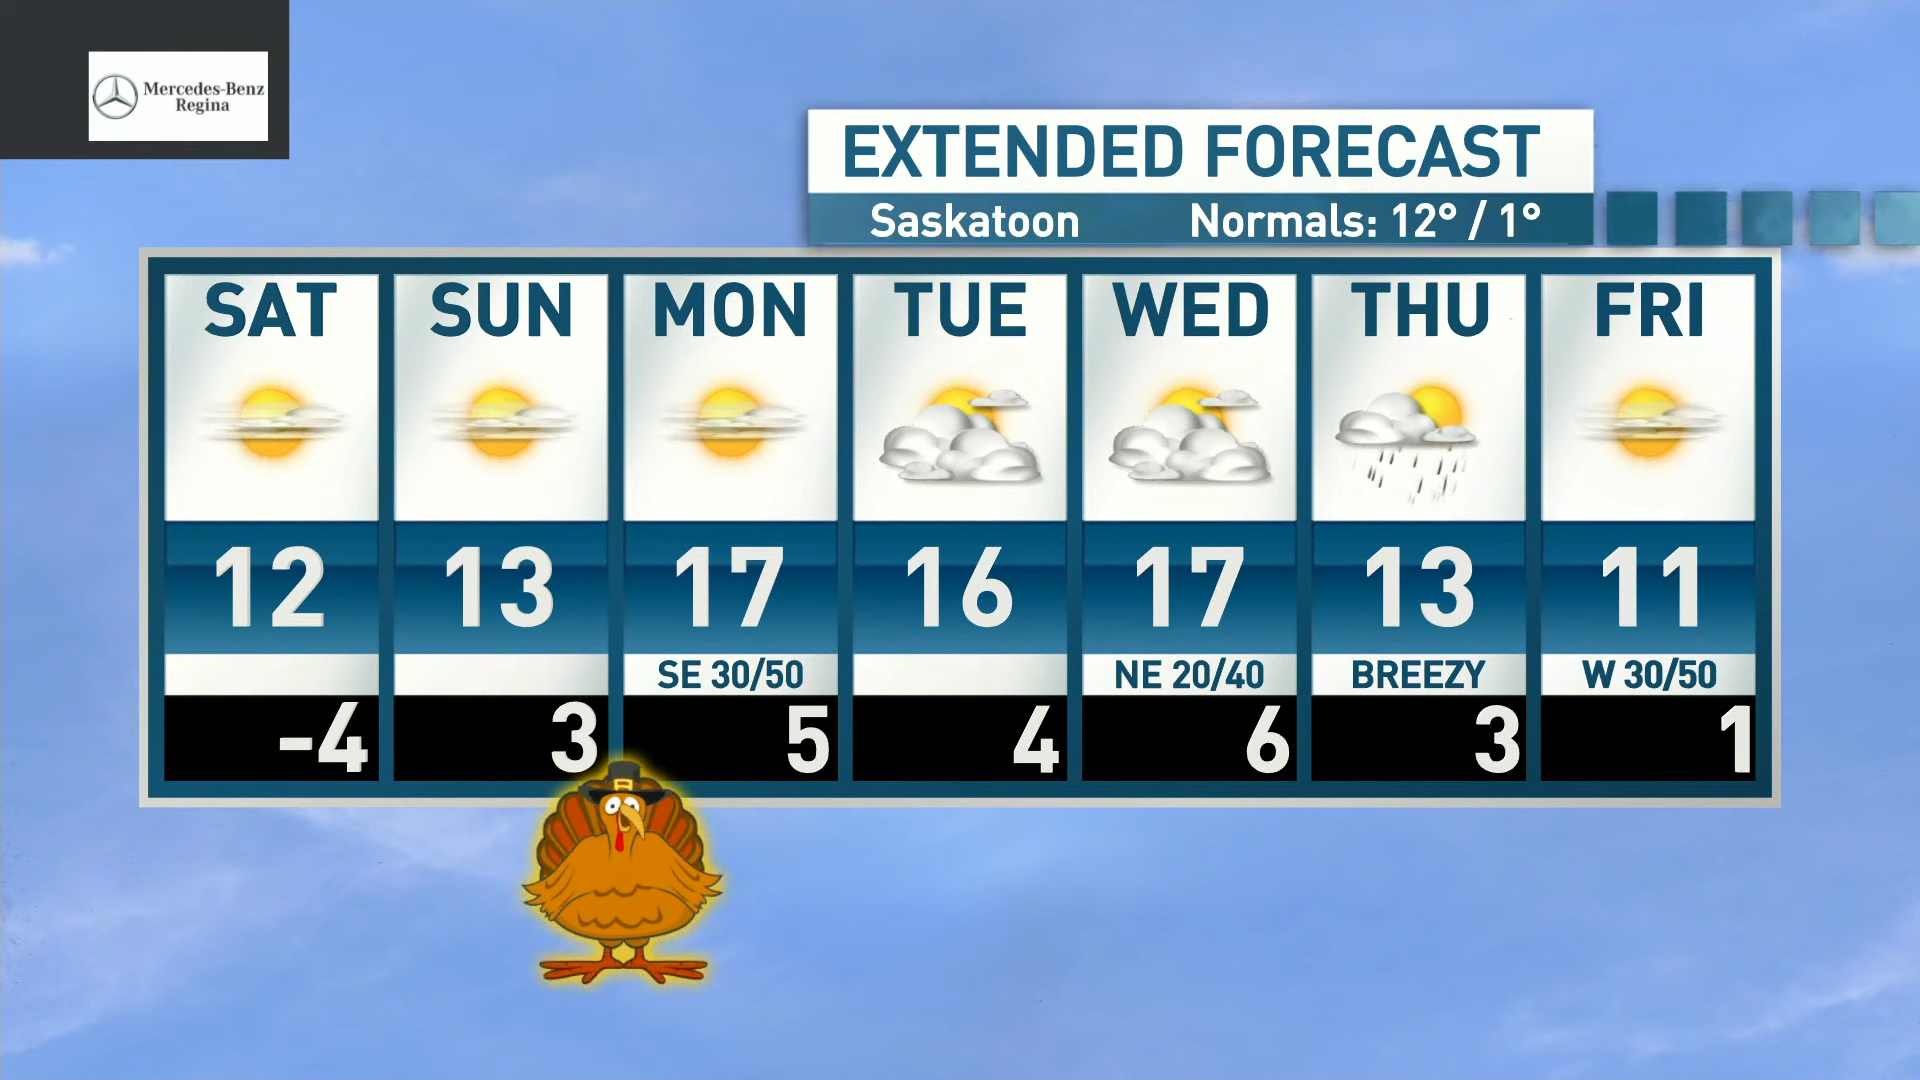 Mercedes-Benz
Regina
EXTENDED FORECAST
Saskatoon Normals: 12° / 1°
SAT SUN MON TUE WED THU FRI
12 13 17 16 17 13 11
SE 30/50 NE 20/40 BREEZY W 30/50
-4 3 5 4 6 3 1